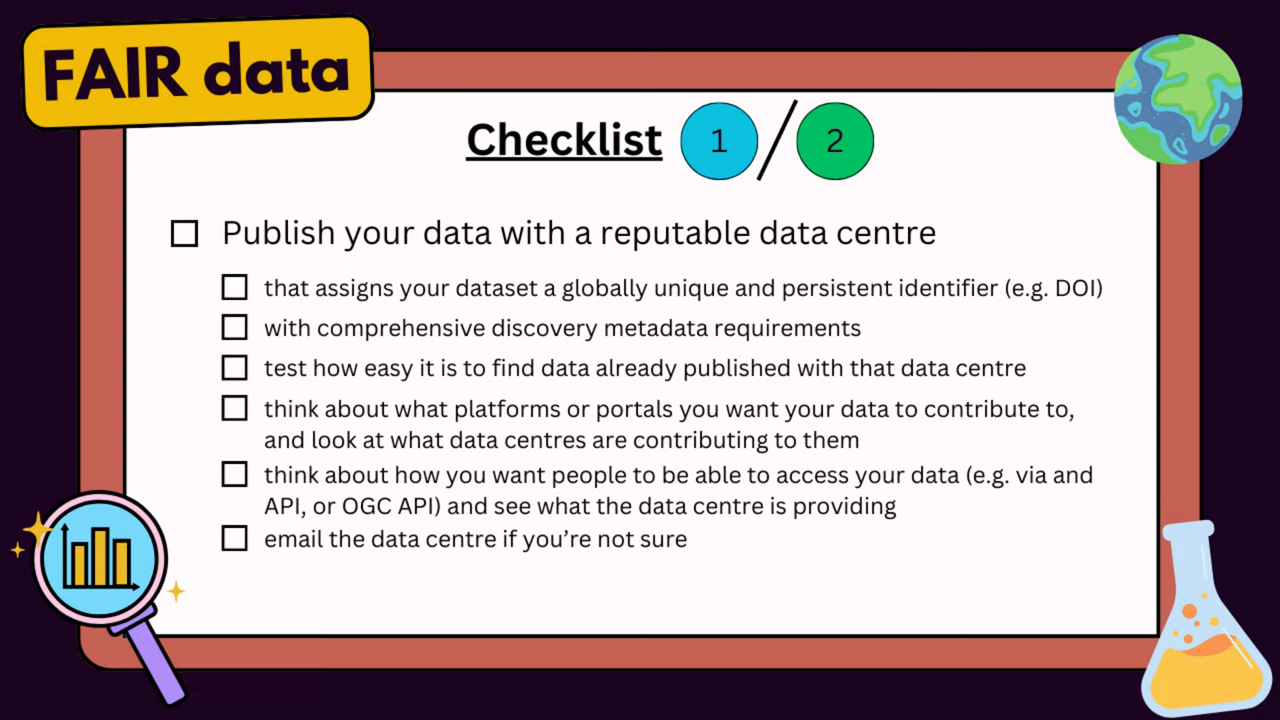 FAIR data
Checklist 1 / 2
Publish your data with a reputable data centre
that assigns your dataset a globally unique and persistent identifier (e.g. DOI)
with comprehensive discovery metadata requirements
test how easy it is to find data already published with that data centre
think about what platforms or portals you want your data to contribute to,
and look at what data centres are contributing to them
think about how you want people to be able to access your data (e.g. via and
API, or OGC API) and see what the data centre is providing
email the data centre if you’re not sure